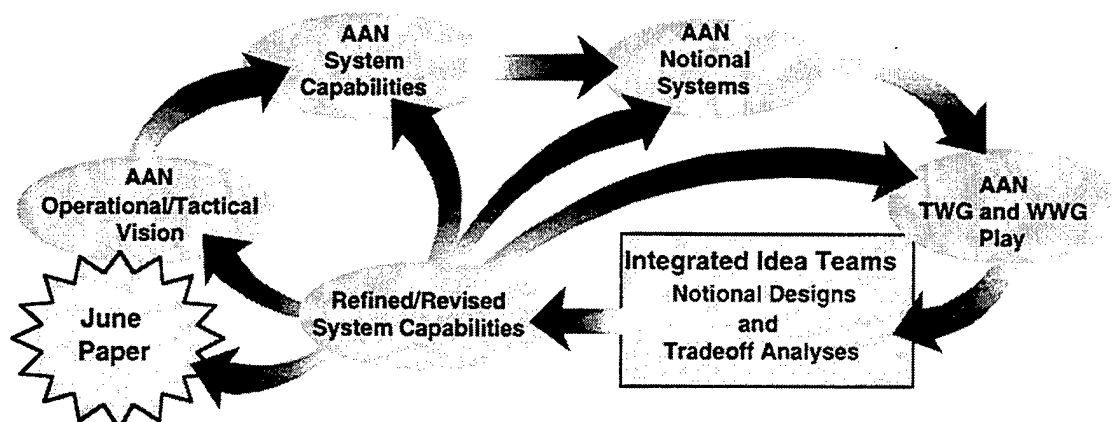 AAN
System
Capabilities
AAN
Notional
Systems
AAN
Operational/Tactical
Vision
AAN
TWG and WWG
Play
Integrated Idea Teams
Notional Designs
and
Tradeoff Analyses
Refined/Revised
System Capabilities
June
Paper